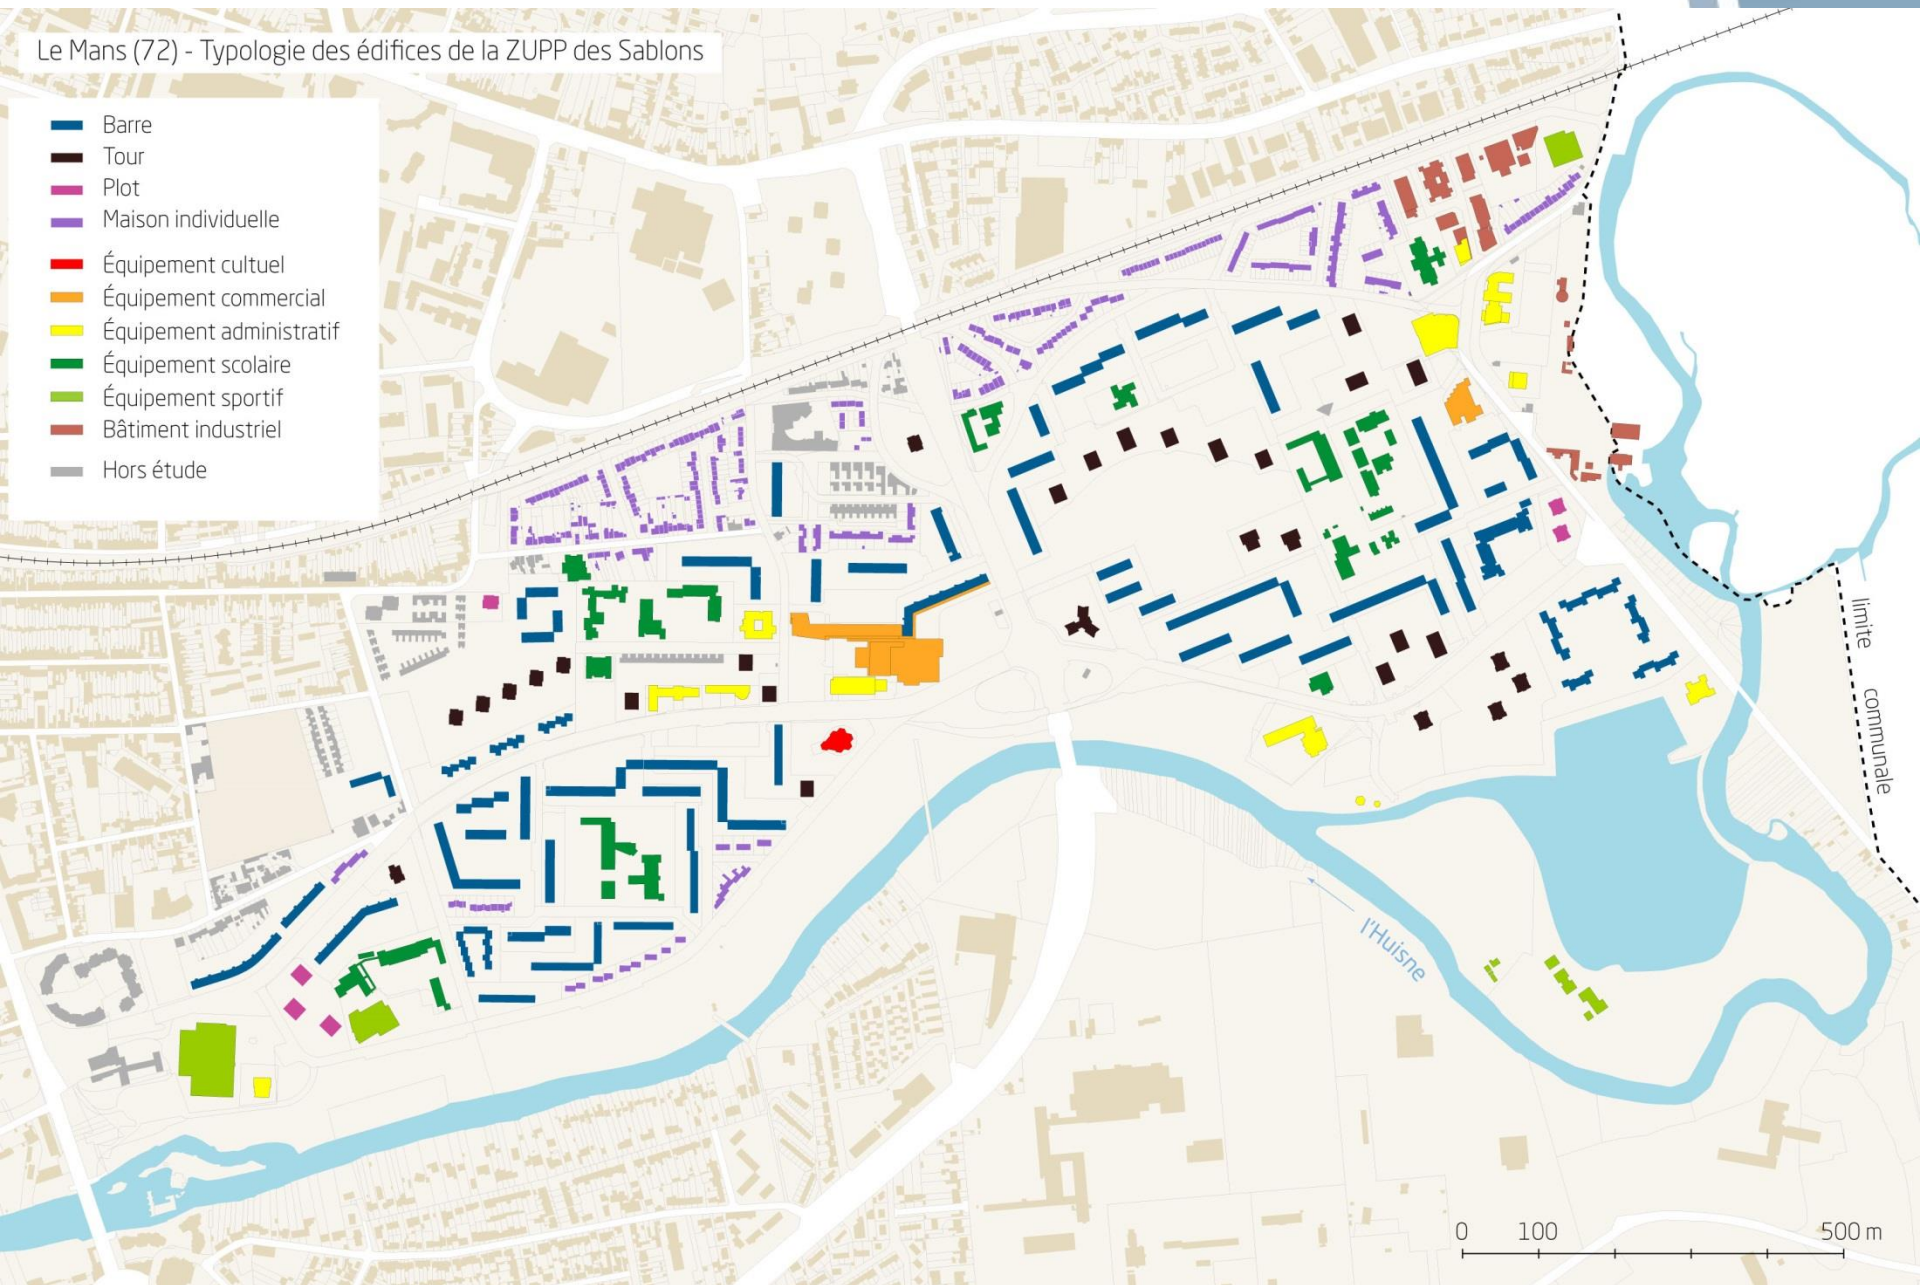 Le Mans (72) - Typologie des édifices de la ZUPP des Sablons
Barre
Tour
Plot
Maison individuelle
Équipement cultuel
Équipement commercial
Équipement administratif
Équipement scolaire
Équipement sportif
Bâtiment industriel
Hors étude
limite communale
l'Huisne
0 100 500 m